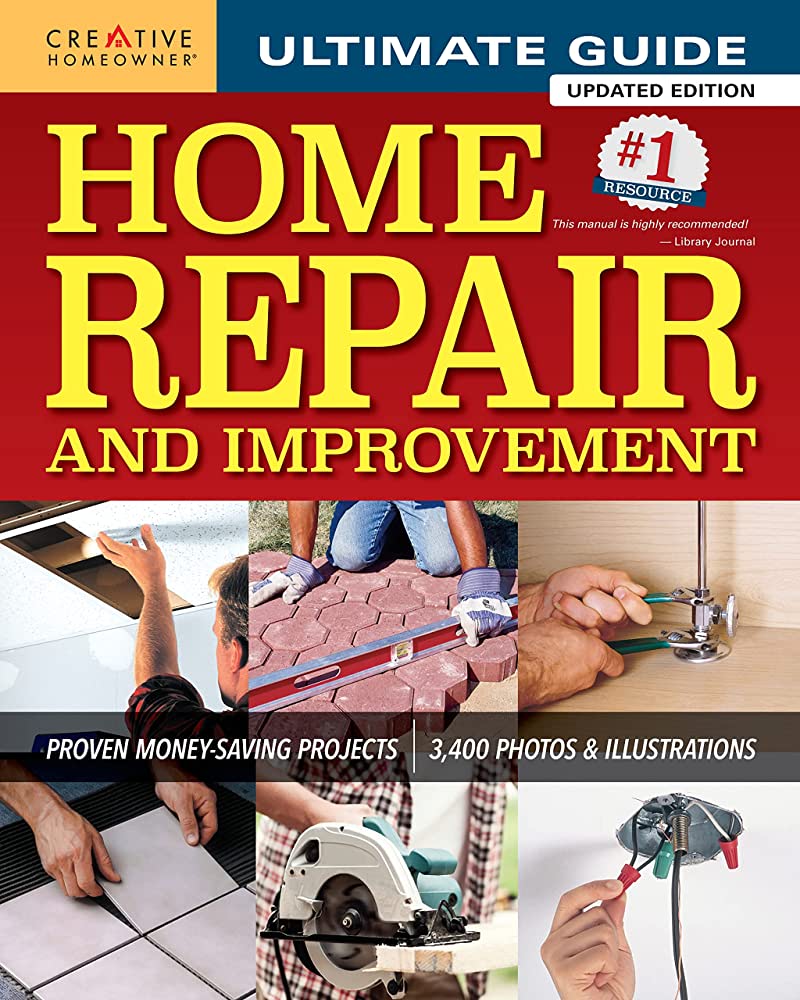 CREATIVE
HOMEOWNER®
ULTIMATE GUIDE
UPDATED EDITION
HOME
#1
RESOURCE
This manual is highly recommended!
— Library Journal
REPAIR
AND IMPROVEMENT
PROVEN MONEY-SAVING PROJECTS | 3,400 PHOTOS & ILLUSTRATIONS